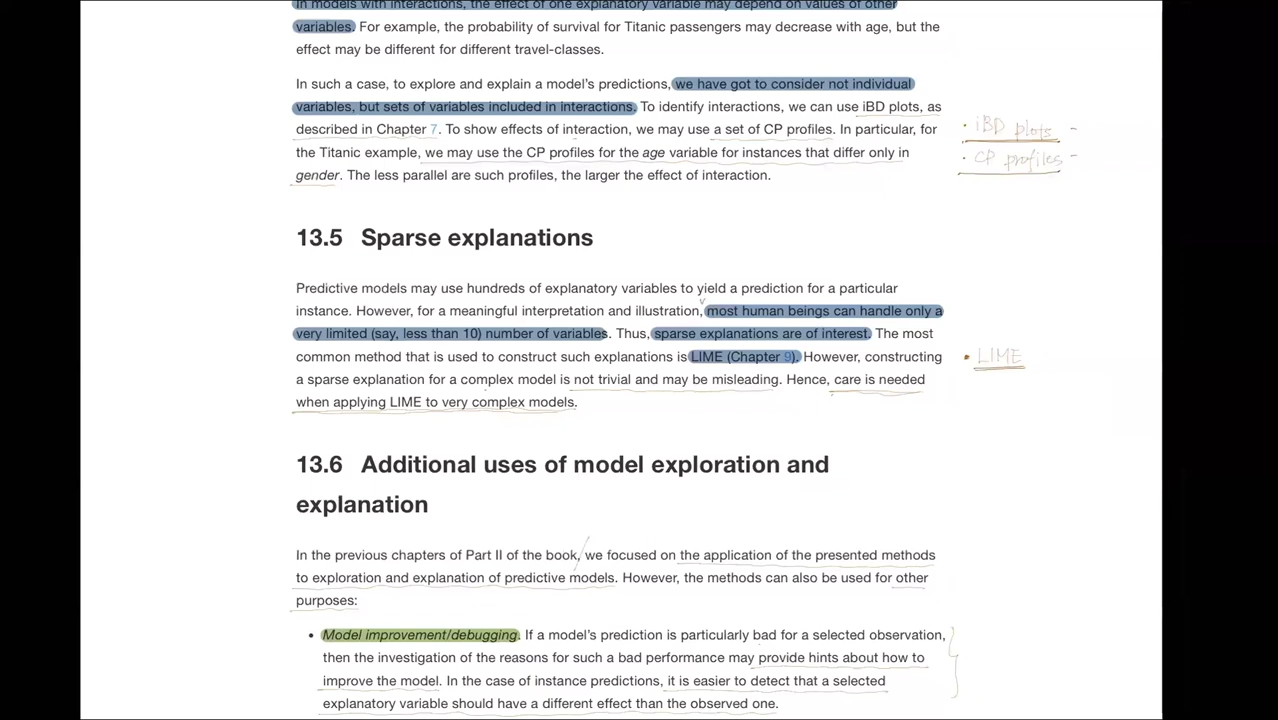 In models with interactions, the effect of one explanatory variable may depend on values of other
variables. For example, the probability of survival for Titanic passengers may decrease with age, but the
effect may be different for different travel-classes.
In such a case, to explore and explain a model's predictions, we have got to consider not individual
variables, but sets of variables included in interactions. To identify interactions, we can use iBD plots, as
described in Chapter 7. To show effects of interaction, we may use a set of CP profiles. In particular, for
the Titanic example, we may use the CP profiles for the age variable for instances that differ only in
gender. The less parallel are such profiles, the larger the effect of interaction.
· iBD plots -
· CP profiles -
13.5 Sparse explanations
Predictive models may use hundreds of explanatory variables to yield a prediction for a particular
instance. However, for a meaningful interpretation and illustration, most human beings can handle only a
very limited (say, less than 10) number of variables. Thus, sparse explanations are of interest. The most
common method that is used to construct such explanations is LIME (Chapter 9). However, constructing
a sparse explanation for a complex model is not trivial and may be misleading. Hence, care is needed
when applying LIME to very complex models.
• LIME
13.6 Additional uses of model exploration and
explanation
In the previous chapters of Part II of the book, we focused on the application of the presented methods
to exploration and explanation of predictive models. However, the methods can also be used for other
purposes:
• Model improvement/debugging. If a model's prediction is particularly bad for a selected observation,
then the investigation of the reasons for such a bad performance may provide hints about how to
improve the model. In the case of instance predictions, it is easier to detect that a selected
explanatory variable should have a different effect than the observed one.